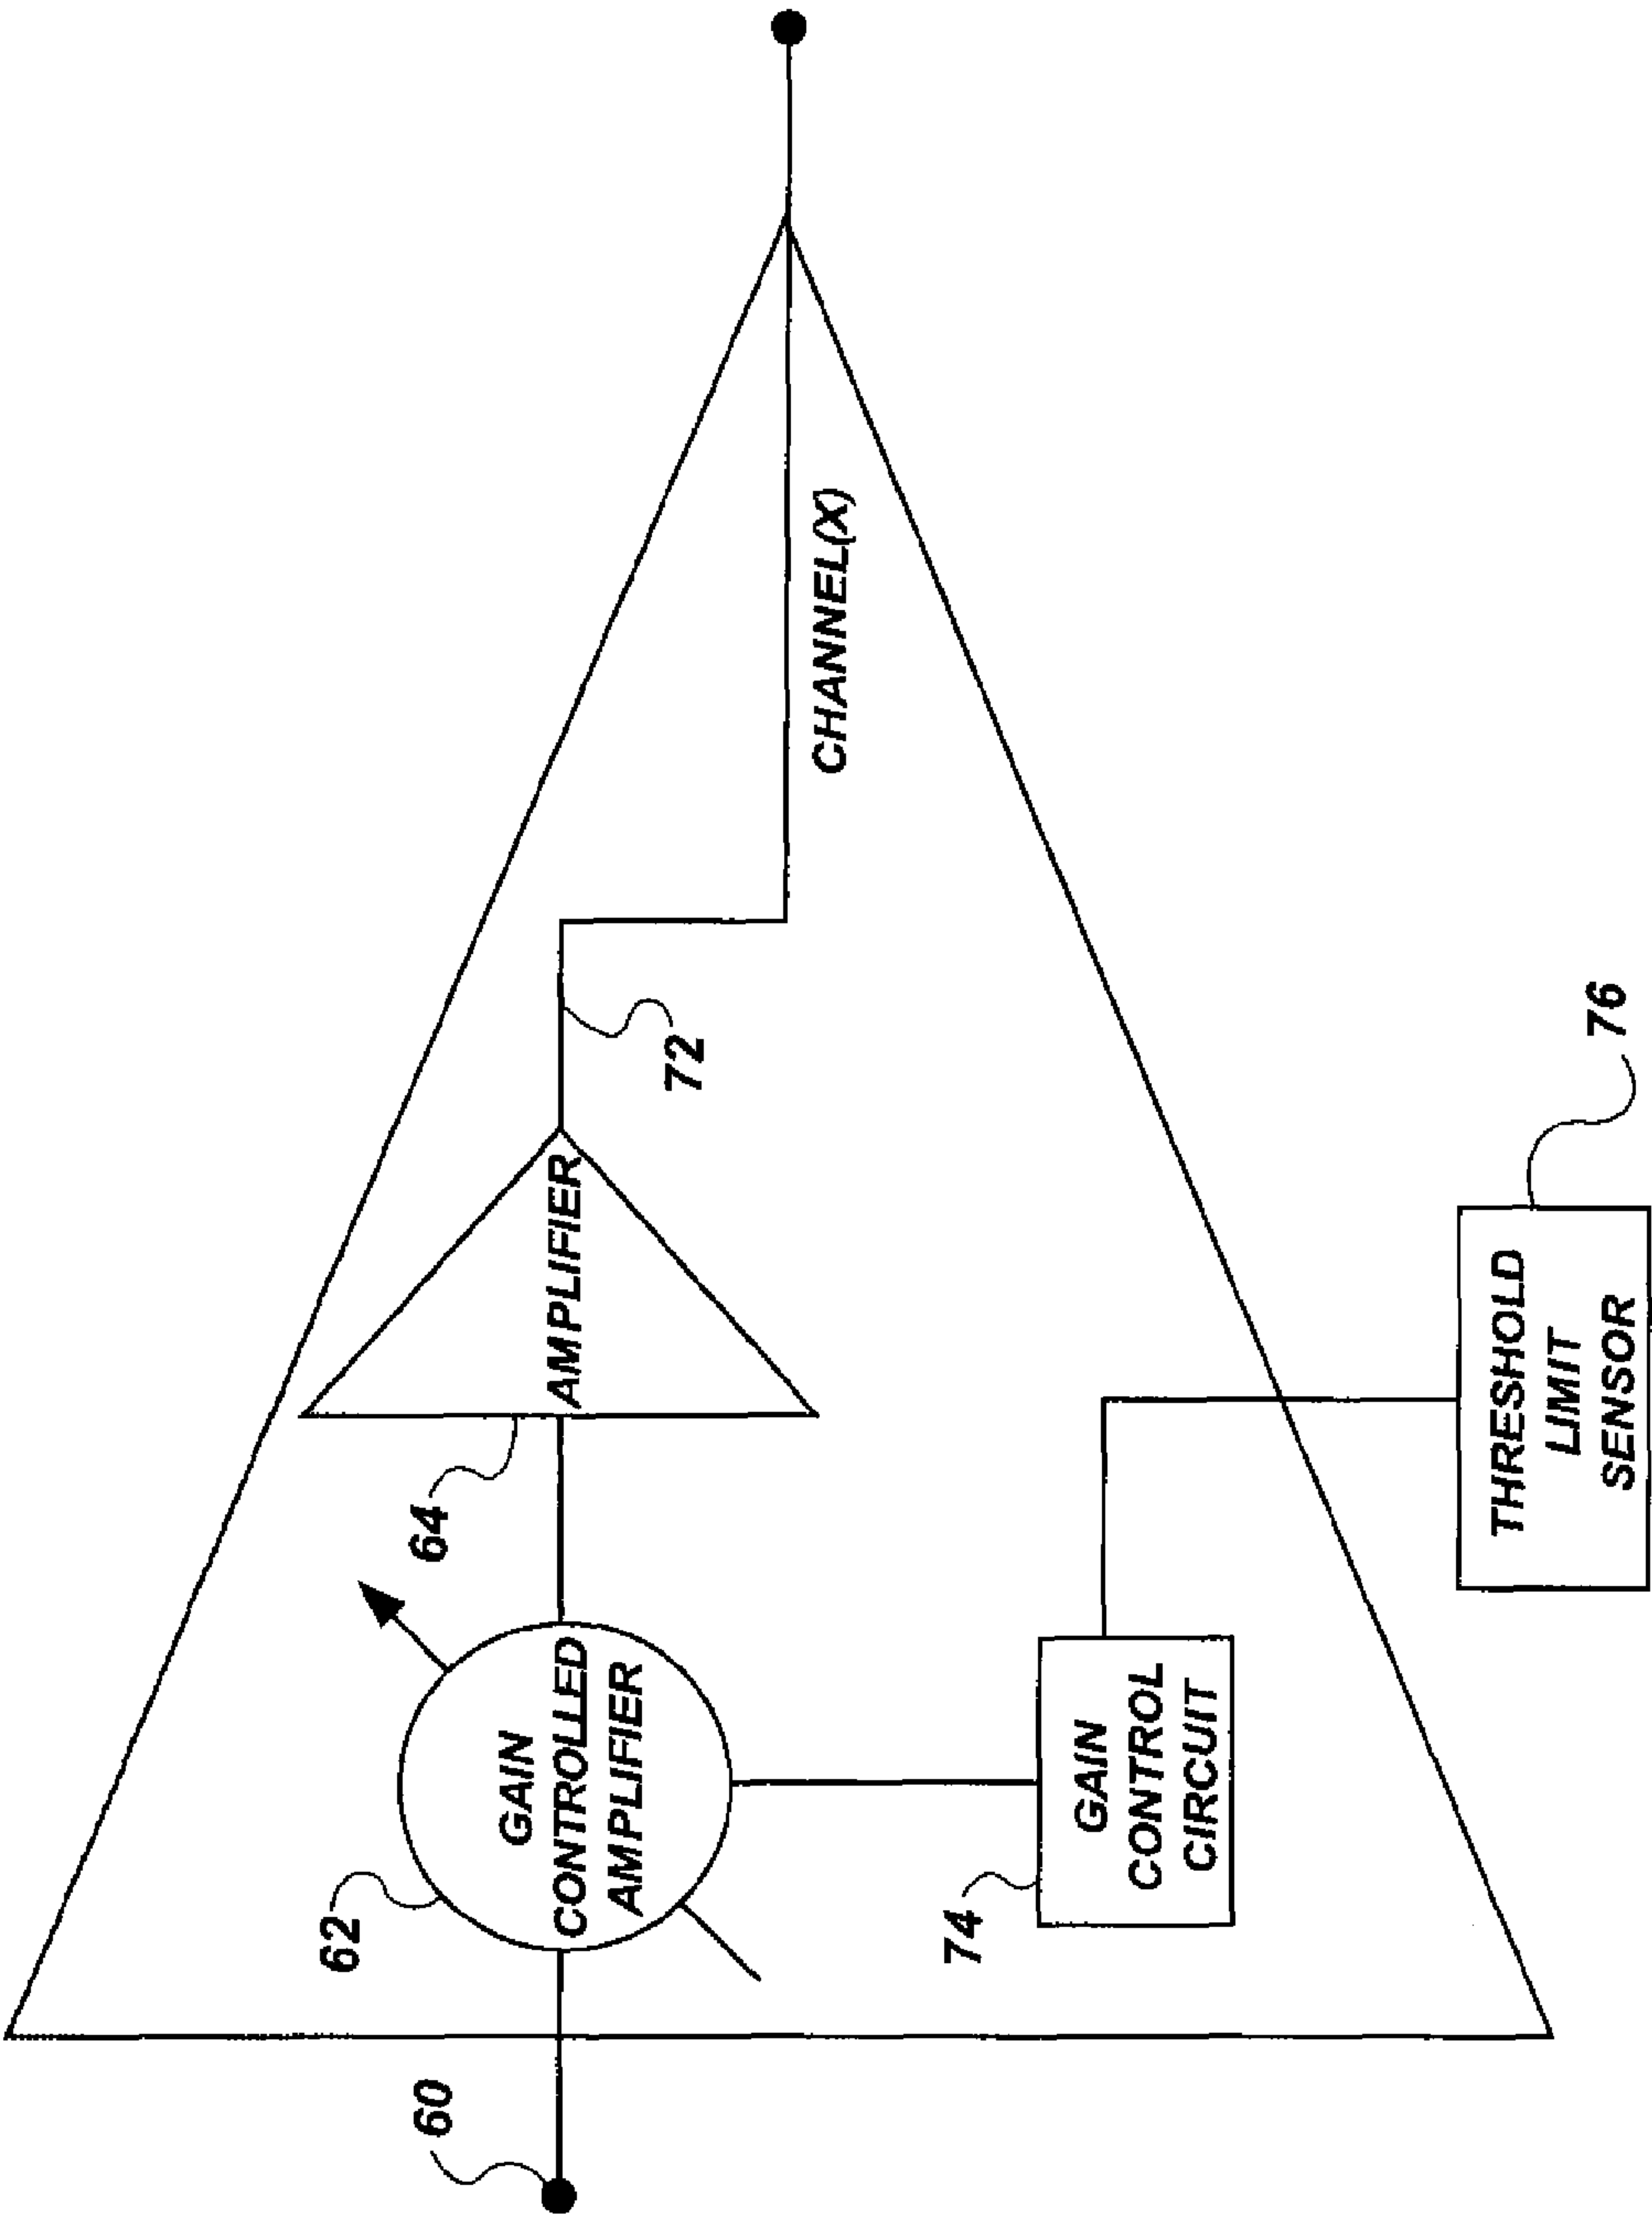 60
62
GAIN
CONTROLLED
AMPLIFIER
64
AMPLIFIER
72
CHANNEL(X)
74
GAIN
CONTROL
CIRCUIT
THRESHOLD
LIMIT
SENSOR
76